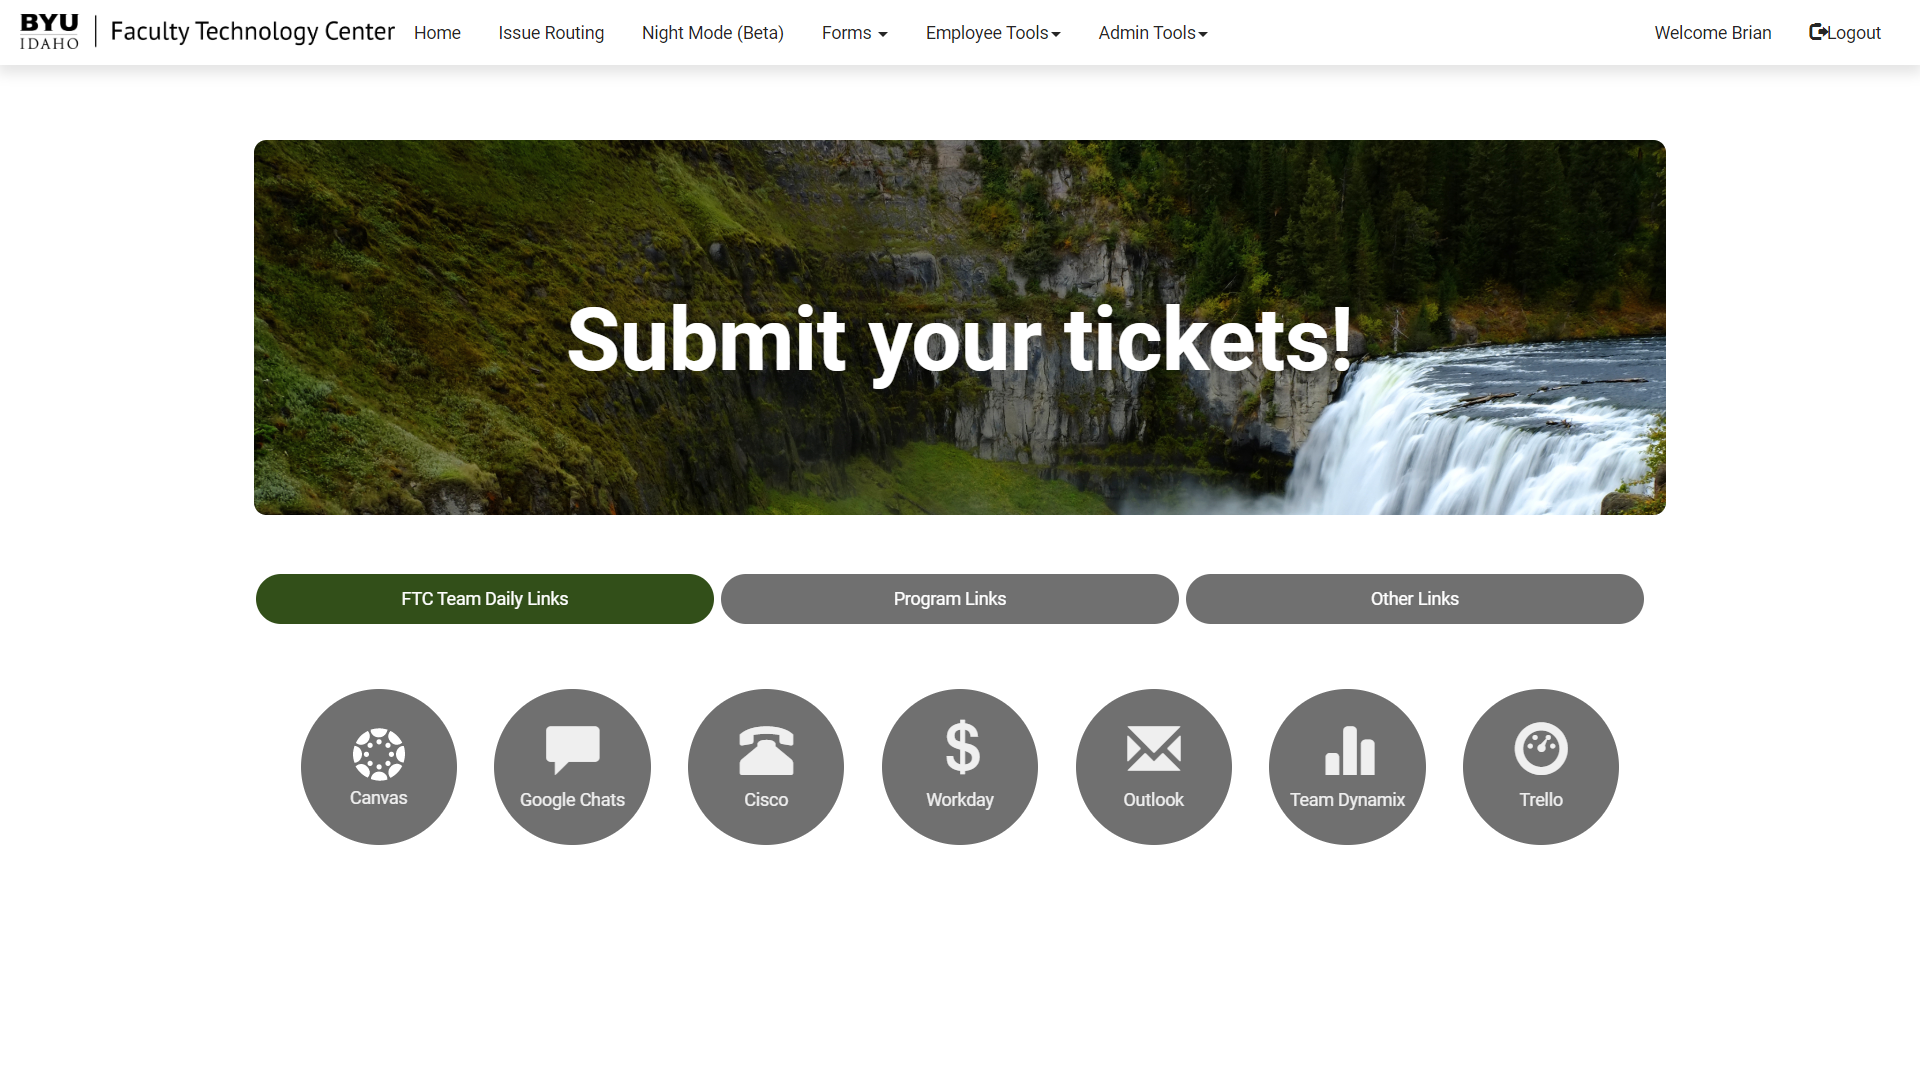 BYU
IDAHO
Faculty Technology Center
Home
Issue Routing
Night Mode (Beta)
Forms
Employee Tools
Admin Tools
Welcome Brian
Logout
Submit your tickets!
FTC Team Daily Links
Program Links
Other Links
Canvas
Google Chats
Cisco
$
Workday
Outlook
Team Dynamix
Trello